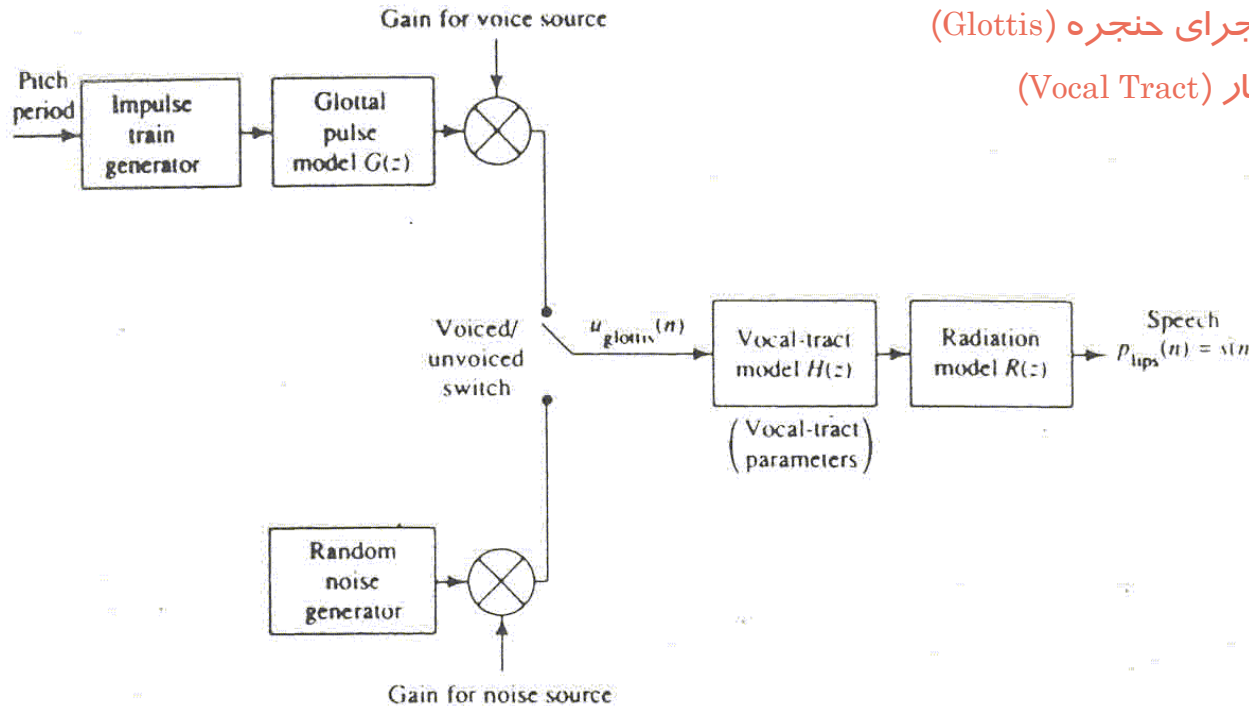 Gain for voice source
(Glottis) جرای حنجره
(Vocal Tract)
Pitch
period
Impulse
train
generator
Glottal
pulse
model G(z)
Voiced/
unvoiced
switch
u_glottis(n)
Vocal-tract
model H(z)
(Vocal-tract
parameters)
Radiation
model R(z)
Speech
p_lips(n) = s(n
Random
noise
generator
Gain for noise source